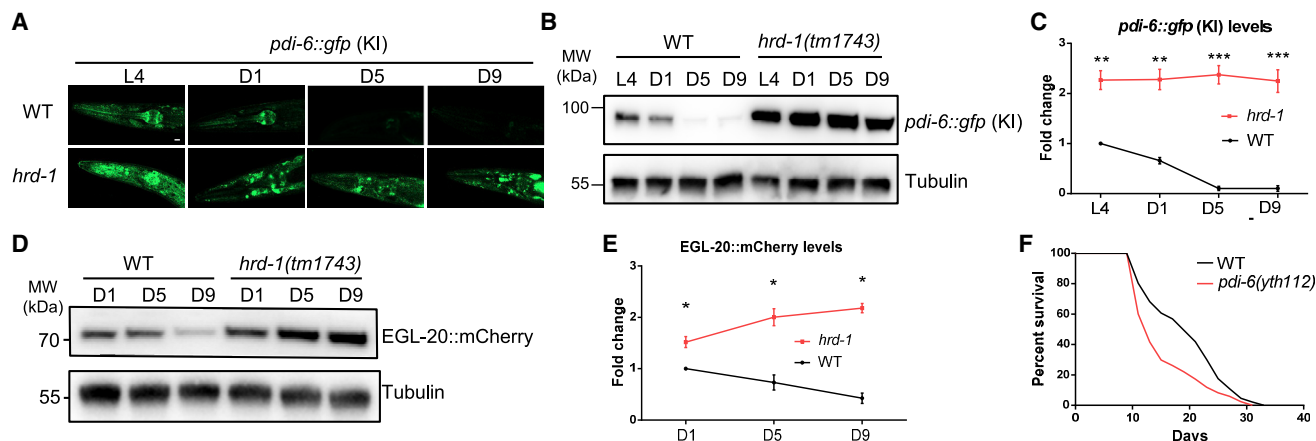 A
pdi-6::gfp (KI)
L4 D1 D5 D9
WT
hrd-1
B
WT hrd-1(tm1743)
MW
(kDa)
L4 D1 D5 D9 L4 D1 D5 D9
100
pdi-6::gfp (KI)
55
Tubulin
C
pdi-6::gfp (KI) levels
** ** *** ***
Fold change
3
2
1
0
hrd-1
WT
L4 D1 D5 D9
D
WT hrd-1(tm1743)
MW
(kDa)
D1 D5 D9 D1 D5 D9
70
EGL-20::mCherry
55
Tubulin
E
EGL-20::mCherry levels
* * *
Fold change
3
2
1
0
hrd-1
WT
D1 D5 D9
F
WT
pdi-6(yth112)
Percent survival
100
80
60
40
20
0
0 10 20 30 40
Days